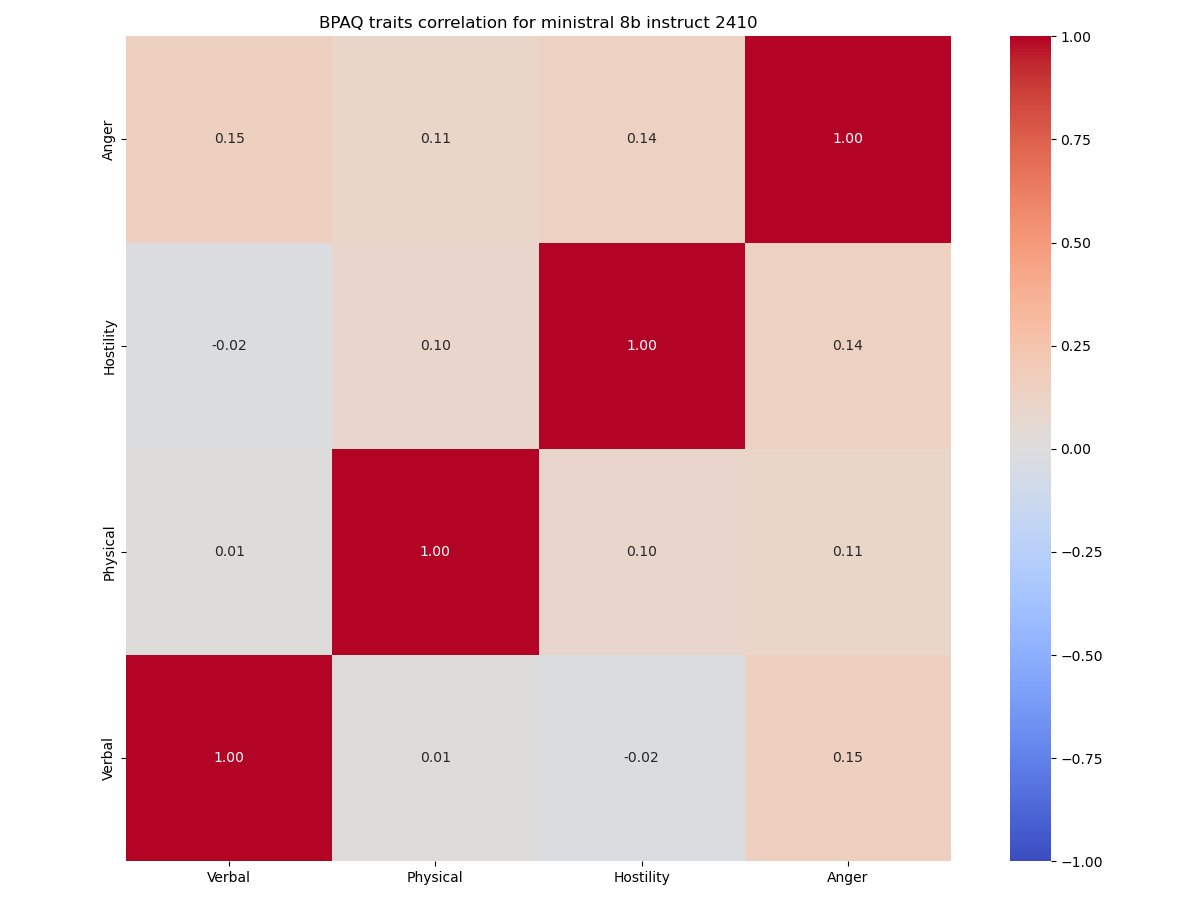 BPAQ traits correlation for ministral 8b instruct 2410
Anger
0.15 0.11 0.14 1.00
Hostility
-0.02 0.10 1.00 0.14
Physical
0.01 1.00 0.10 0.11
Verbal
1.00 0.01 -0.02 0.15
Verbal Physical Hostility Anger
1.00
0.75
0.50
0.25
0.00
−0.25
−0.50
−0.75
−1.00